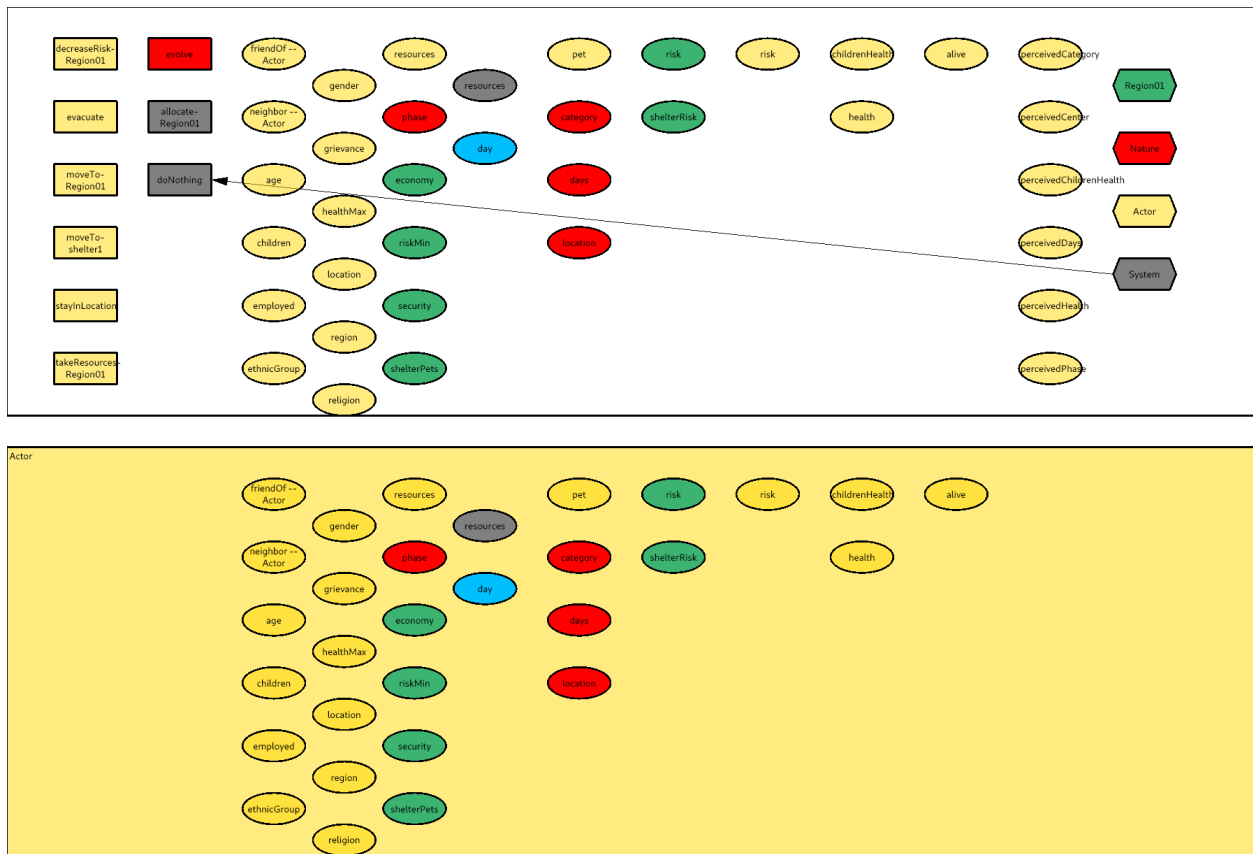 decreaseRisk-
Region01
evolve
friendOf --
Actor
resources
pet
risk
risk
childrenHealth
alive
perceivedCategory
gender
resources
Region01
evacuate
allocate-
Region01
neighbor --
Actor
phase
category
shelterRisk
health
perceivedCenter
grievance
day
Nature
moveTo-
Region01
doNothing
age
economy
days
perceivedChildrenHealth
healthMax
Actor
moveTo-
shelter1
children
riskMin
location
perceivedDays
location
System
stayInLocation
employed
security
perceivedHealth
region
takeResources-
Region01
ethnicGroup
shelterPets
perceivedPhase
religion
Actor
friendOf --
Actor
resources
pet
risk
risk
childrenHealth
alive
gender
resources
neighbor --
Actor
phase
category
shelterRisk
health
grievance
day
age
economy
days
healthMax
children
riskMin
location
location
employed
security
region
ethnicGroup
shelterPets
religion